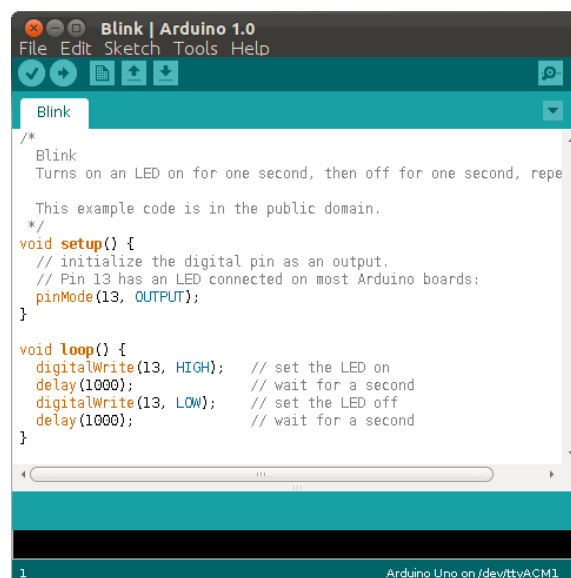 Blink | Arduino 1.0
File Edit Sketch Tools Help
Blink
/*
  Blink
  Turns on an LED on for one second, then off for one second, repe

  This example code is in the public domain.
 */
void setup() {
  // initialize the digital pin as an output.
  // Pin 13 has an LED connected on most Arduino boards:
  pinMode(13, OUTPUT);
}

void loop() {
  digitalWrite(13, HIGH);   // set the LED on
  delay(1000);              // wait for a second
  digitalWrite(13, LOW);    // set the LED off
  delay(1000);              // wait for a second
}
1 Arduino Uno on /dev/ttyACM1